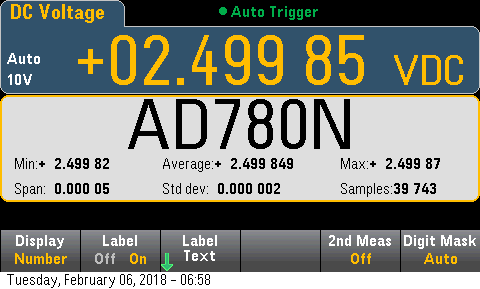 DC Voltage
Auto Trigger
Auto
10V
+02.499 85 VDC
AD780N
Min:+ 2.499 82 Average:+ 2.499 849 Max:+ 2.499 87
Span: 0.000 05 Std dev: 0.000 002 Samples:39 743
Display Label Label 2nd Meas Digit Mask
Number Off On Text Off Auto
Tuesday, February 06, 2018 - 06:58